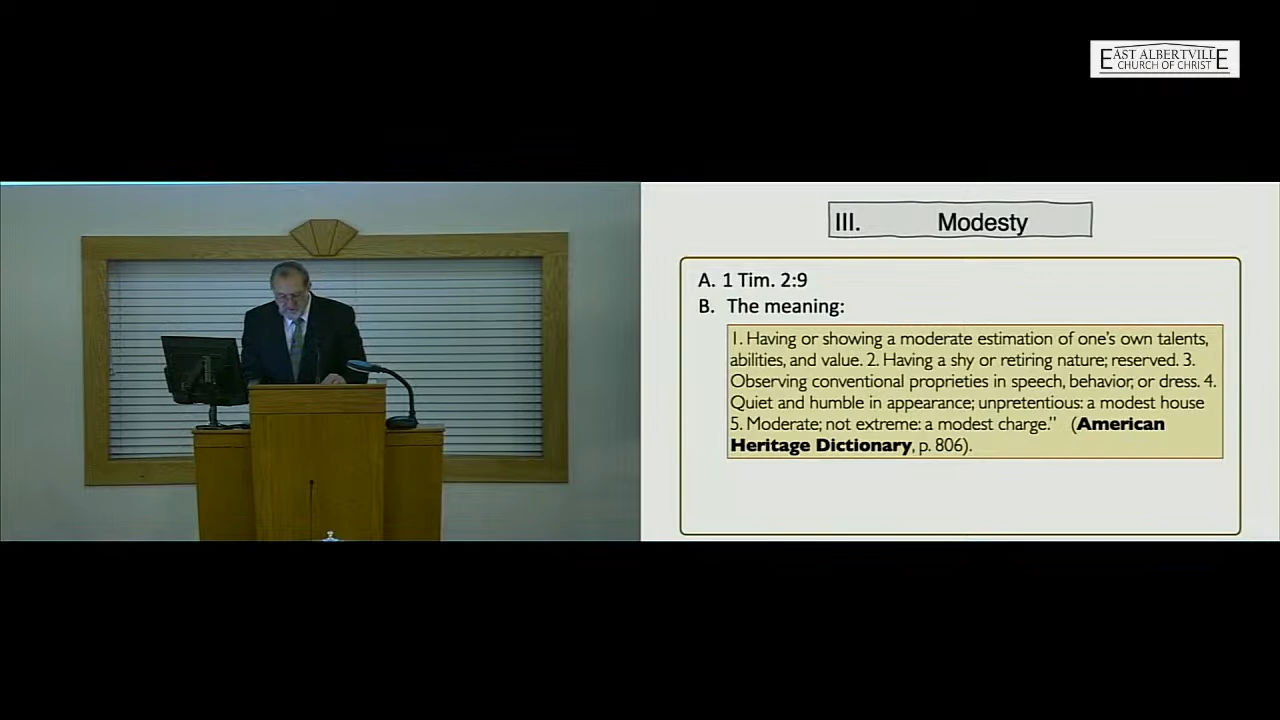 EAST ALBERTVILLE
CHURCH OF CHRIST
III. Modesty
A. 1 Tim. 2:9
B. The meaning:
1. Having or showing a moderate estimation of one's own talents,
abilities, and value. 2. Having a shy or retiring nature; reserved. 3.
Observing conventional proprieties in speech, behavior, or dress. 4.
Quiet and humble in appearance; unpretentious: a modest house
5. Moderate; not extreme: a modest charge." (American
Heritage Dictionary, p. 806).